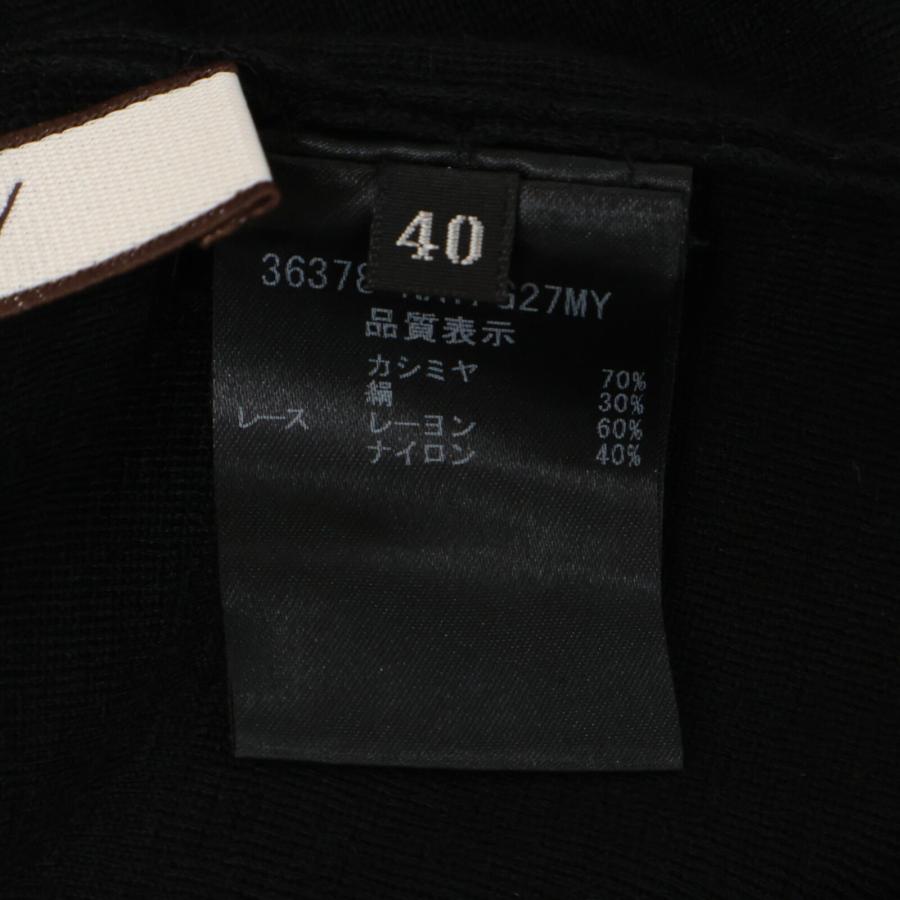 40
36378 G27MY
品質表示
カシミヤ 70%
絹 30%
レース レーヨン 60%
ナイロン 40%